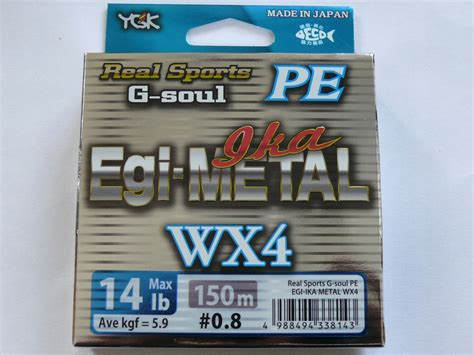 YGK
MADE IN JAPAN
ECO
Real Sports
G-soul
PE
Ika
Egi-METAL
WX4
14 Max lb
Ave kgf = 5.9
150m
#0.8
Real Sports G-soul PE
EGI-IKA METAL WX4
4 988494 338143